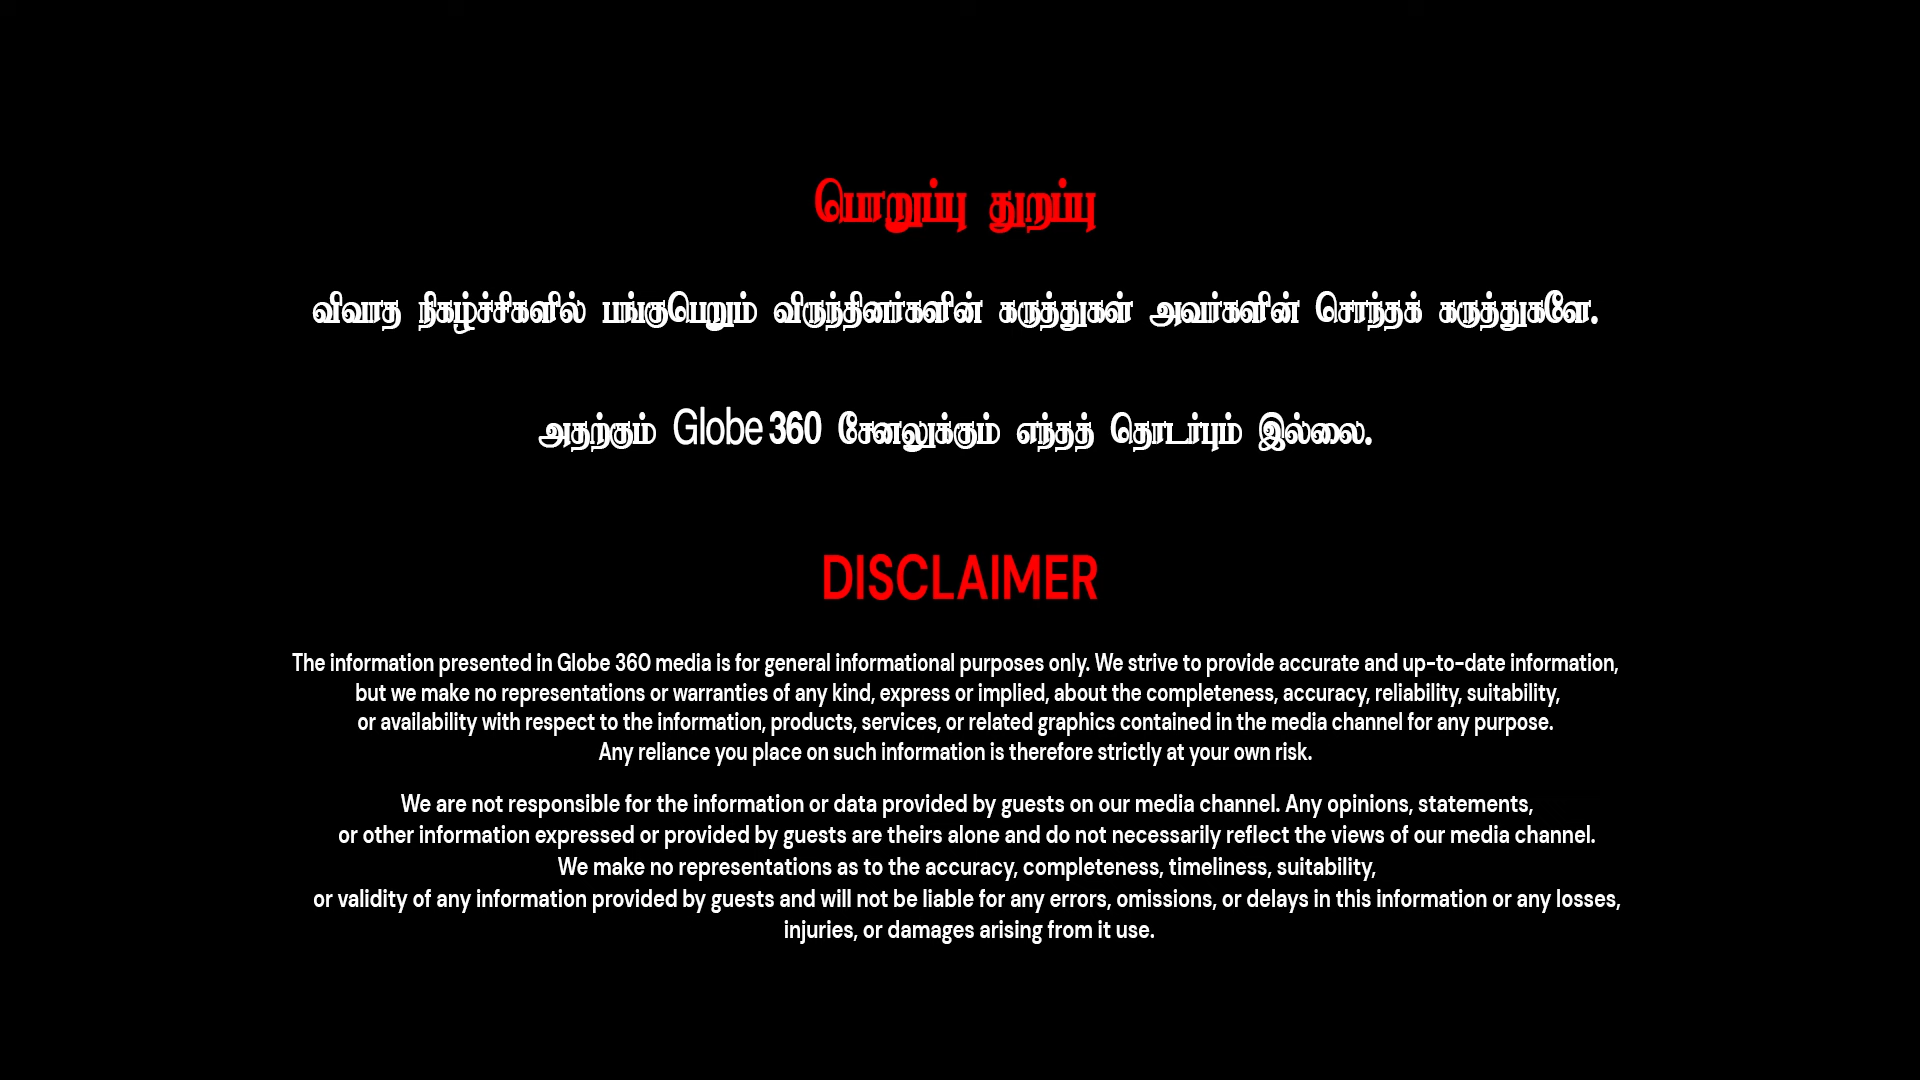 பொறுப்பு துறப்பு
விவாத நிகழ்ச்சிகளில் பங்குபெறும் விருந்தினர்களின் கருத்துகள் அவர்களின் சொந்தக் கருத்துகளே.
அதற்கும் Globe 360 சேனலுக்கும் எந்தத் தொடர்பும் இல்லை.
DISCLAIMER
The information presented in Globe 360 media is for general informational purposes only. We strive to provide accurate and up-to-date information,
but we make no representations or warranties of any kind, express or implied, about the completeness, accuracy, reliability, suitability,
or availability with respect to the information, products, services, or related graphics contained in the media channel for any purpose.
Any reliance you place on such information is therefore strictly at your own risk.
We are not responsible for the information or data provided by guests on our media channel. Any opinions, statements,
or other information expressed or provided by guests are theirs alone and do not necessarily reflect the views of our media channel.
We make no representations as to the accuracy, completeness, timeliness, suitability,
or validity of any information provided by guests and will not be liable for any errors, omissions, or delays in this information or any losses,
injuries, or damages arising from it use.